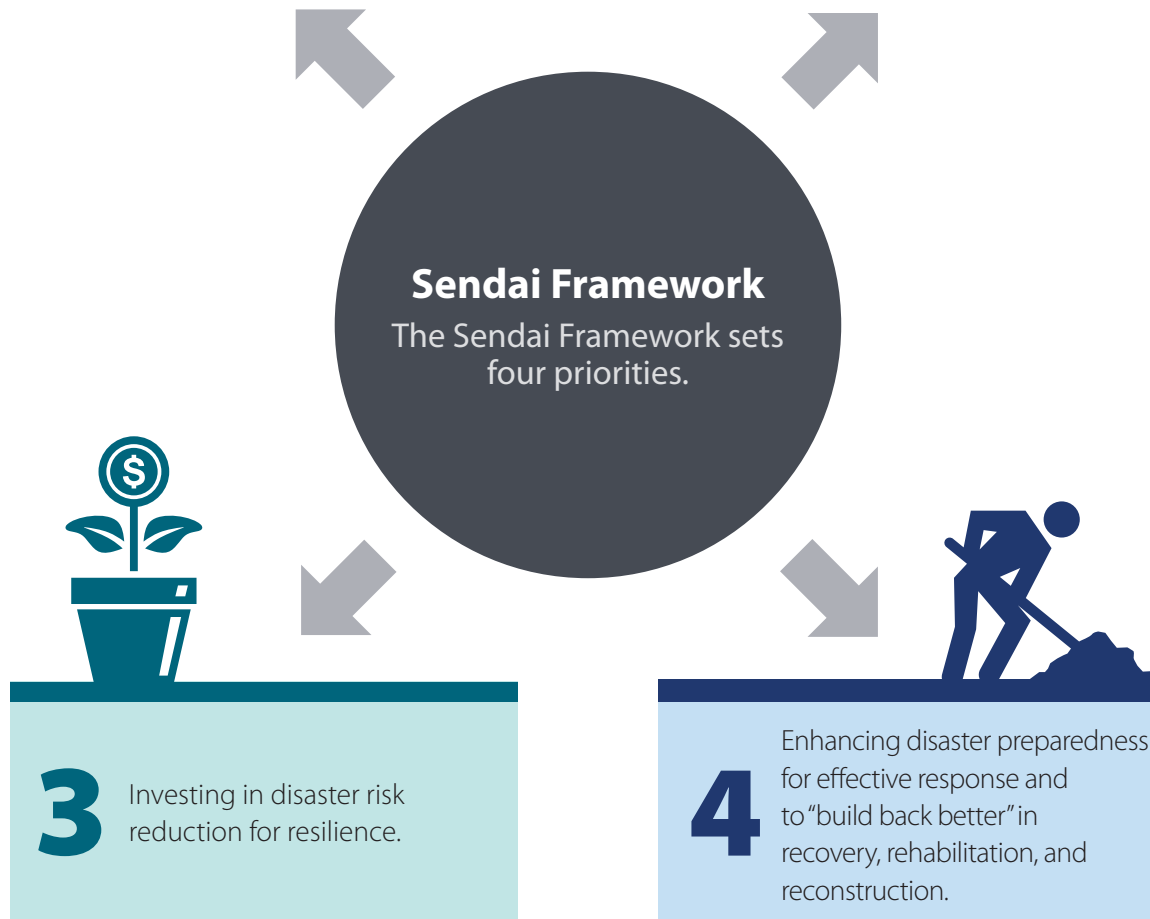 Sendai Framework
The Sendai Framework sets
four priorities.
$
3
Investing in disaster risk
reduction for resilience.
4
Enhancing disaster preparedness
for effective response and
to “build back better” in
recovery, rehabilitation, and
reconstruction.